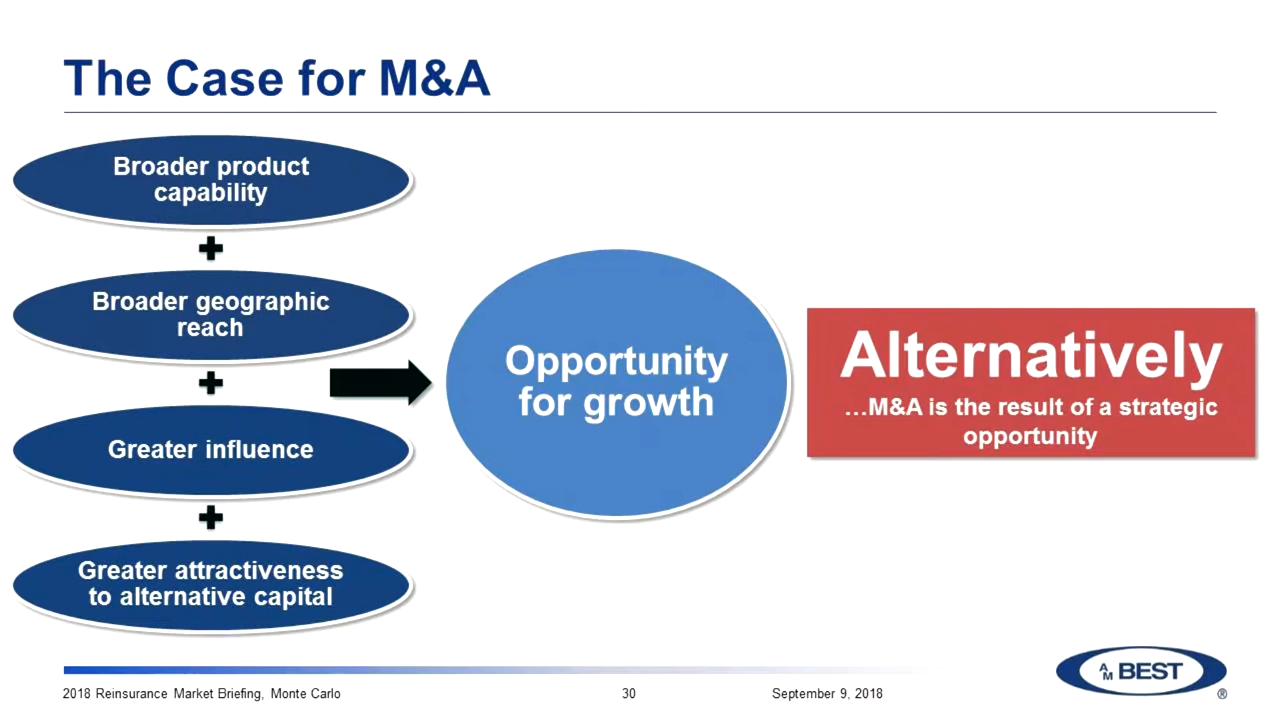 The Case for M&A
Broader product
capability
+
Broader geographic
reach
+
Greater influence
+
Greater attractiveness
to alternative capital
Opportunity
for growth
Alternatively
…M&A is the result of a strategic
opportunity
2018 Reinsurance Market Briefing, Monte Carlo
30
September 9, 2018
AM BEST
®